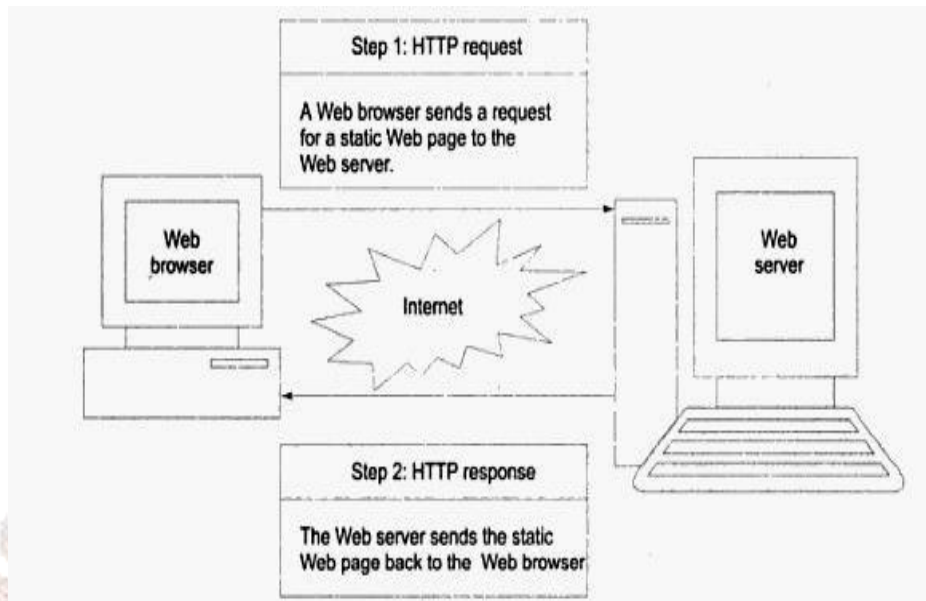 Step 1: HTTP request
A Web browser sends a request
for a static Web page to the
Web server.
Web
browser
Internet
Web
server
Step 2: HTTP response
The Web server sends the static
Web page back to the Web browser